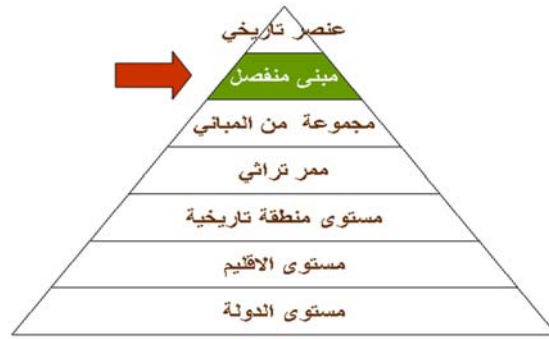 عنصر تاريخي
مبنى منفصل
مجموعة من المباني
ممر تراثي
مستوى منطقة تاريخية
مستوى الاقليم
مستوى الدولة